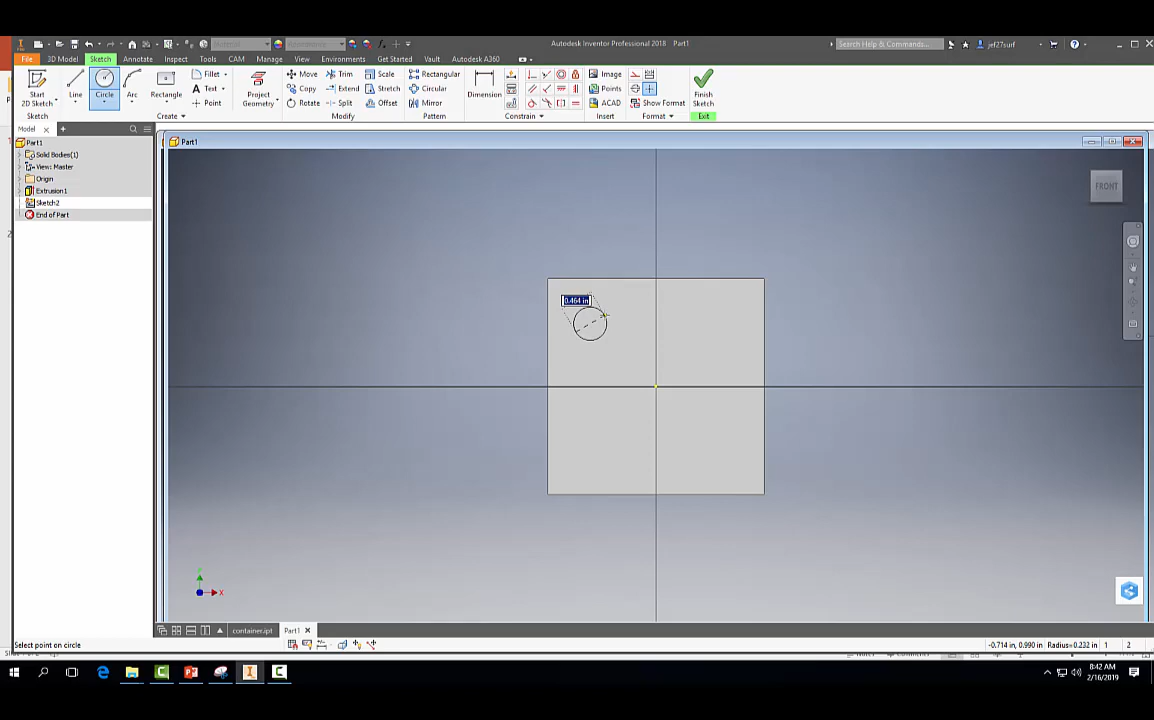 Autodesk Inventor Professional 2018 Part1
Search Help & Commands...
jef27surf
File 3D Model Sketch Annotate Inspect Tools CAM Manage View Environments Get Started Vault Autodesk A360
Start
2D Sketch
Line
Circle
Arc
Rectangle
Fillet
Text
Point
Project
Geometry
Move
Copy
Rotate
Trim
Extend
Split
Scale
Stretch
Offset
Rectangular
Circular
Mirror
Dimension
Image
Points
ACAD
Show Format
Finish
Sketch
Sketch Create Modify Pattern Constrain Insert Format Exit
Model
Part1
Solid Bodies(1)
View: Master
Origin
Extrusion1
Sketch2
End of Part
Part1
FRONT
0.464 in
Y
X
container.ipt Part1
Select point on circle
-0.714 in, 0.990 in Radius=0.232 in 1 2
8:42 AM
2/16/2019